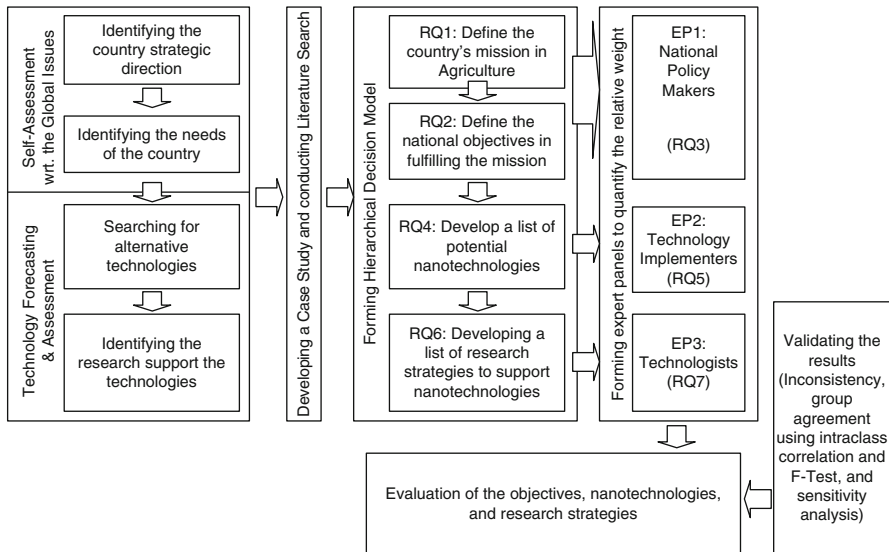 Self-Assessment
wrt. the Global Issues
Identifying the
country strategic
direction
Identifying the needs
of the country
Technology Forecasting
& Assessment
Searching for
alternative
technologies
Identifying the
research support the
technologies
Developing a Case Study and conducting Literature Search
Forming Hierarchical Decision Model
RQ1: Define the
country's mission in
Agriculture
RQ2: Define the
national objectives in
fulfilling the mission
RQ4: Develop a list of
potential
nanotechnologies
RQ6: Developing a
list of research
strategies to support
nanotechnologies
Forming expert panels to quantify the relative weight
EP1:
National
Policy
Makers
(RQ3)
EP2:
Technology
Implementers
(RQ5)
EP3:
Technologists
(RQ7)
Validating the
results
(Inconsistency,
group
agreement
using intraclass
correlation and
F-Test, and
sensitivity
analysis)
Evaluation of the objectives, nanotechnologies,
and research strategies